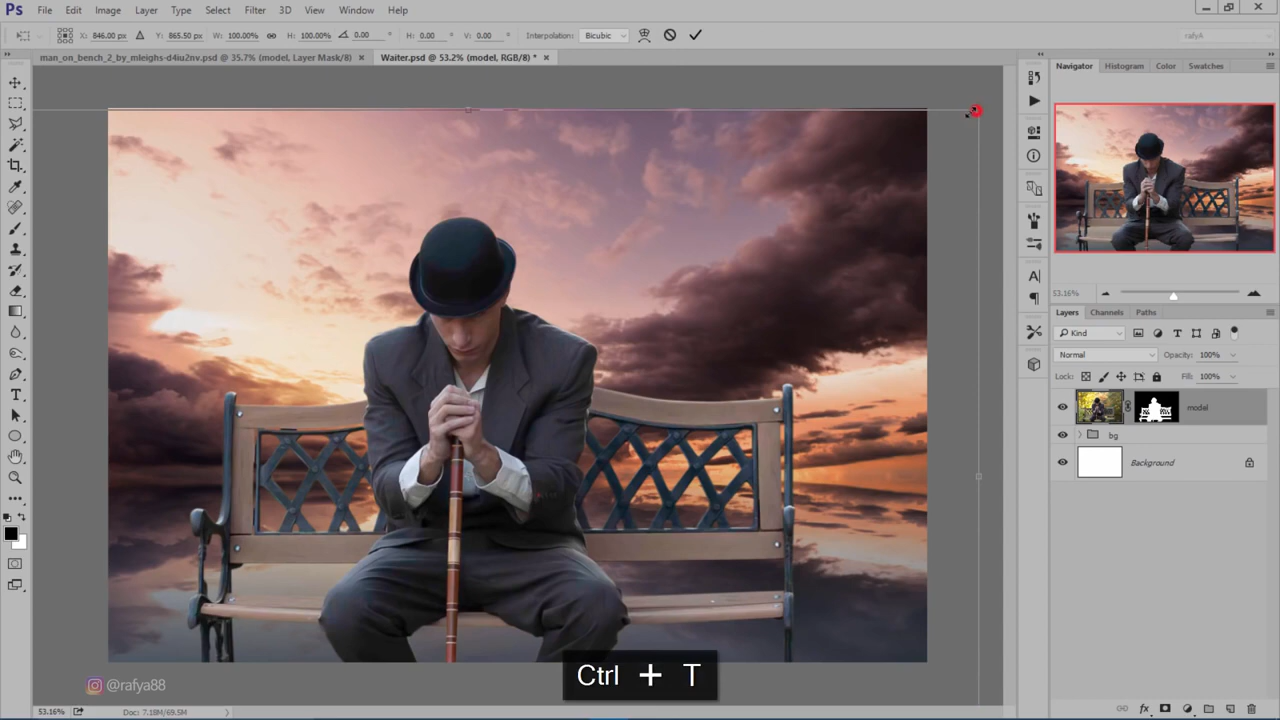 Ps File Edit Image Layer Type Select Filter 3D View Window Help
X: 846.00 px Y: 865.50 px W: 100.00% H: 100.00% 0.00 ° H: 0.00 ° V: 0.00 ° Interpolation: Bicubic rafyA
man_on_bench_2_by_mleighs-d4iu2nv.psd @ 35.7% (model, Layer Mask/8) × Waiter.psd @ 53.2% (model, RGB/8) * ×
Navigator Histogram Color Swatches
53.16%
Layers Channels Paths
Kind
Normal Opacity: 100%
Lock: Fill: 100%
model
bg
Background
Ctrl + T
@rafya88
53.16% Doc: 7.18M/69.5M
fx